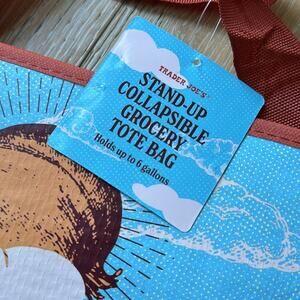 TRADER JOE'S
STAND-UP
COLLAPSIBLE
GROCERY
TOTE BAG
Holds up to 6 gallons